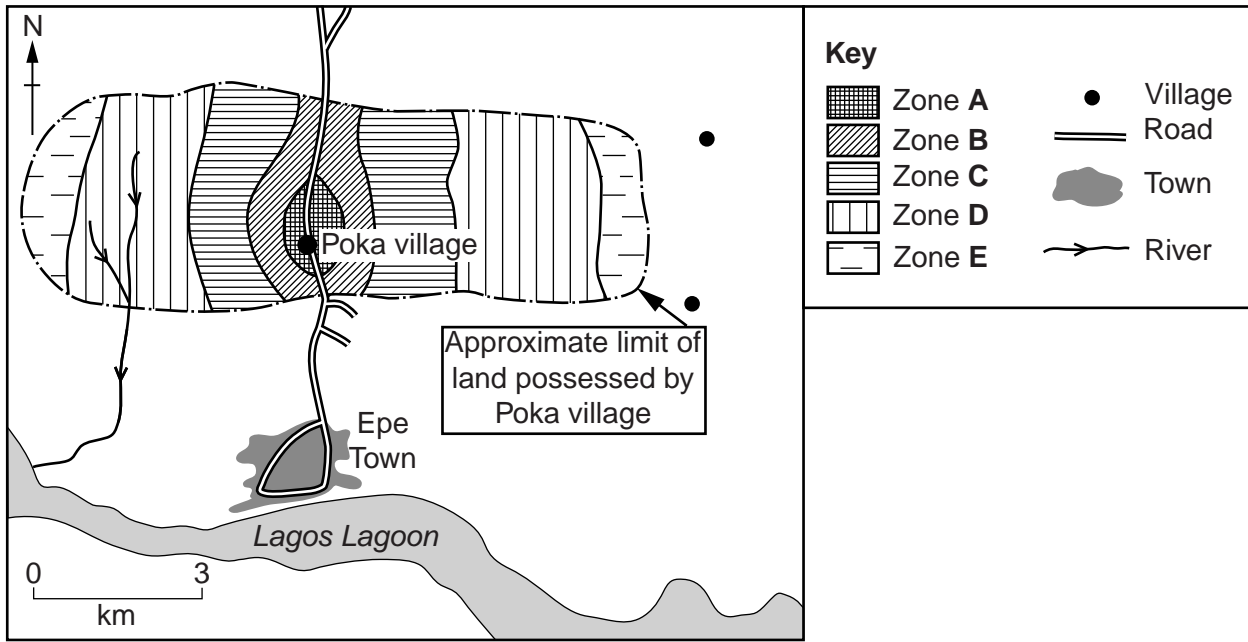 N
Poka village
Approximate limit of
land possessed by
Poka village
Epe
Town
Lagos Lagoon
0 3
km
Key
Zone A
Zone B
Zone C
Zone D
Zone E
Village
Road
Town
River